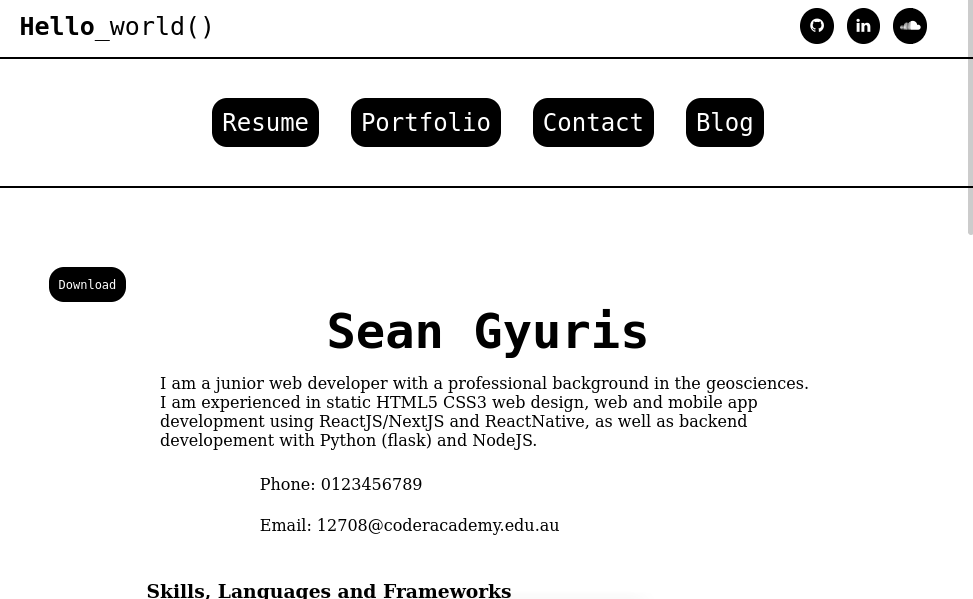 Hello_world()
Resume Portfolio Contact Blog
Download
Sean Gyuris
I am a junior web developer with a professional background in the geosciences.
I am experienced in static HTML5 CSS3 web design, web and mobile app
development using ReactJS/NextJS and ReactNative, as well as backend
developement with Python (flask) and NodeJS.
Phone: 0123456789
Email: 12708@coderacademy.edu.au
Skills, Languages and Frameworks